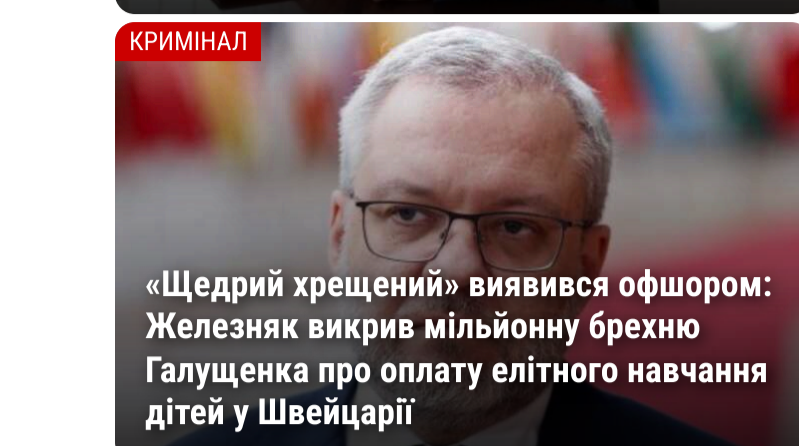 КРИМІНАЛ
«Щедрий хрещений» виявився офшором:
Железняк викрив мільйонну брехню
Галущенка про оплату елітного навчання
дітей у Швейцарії